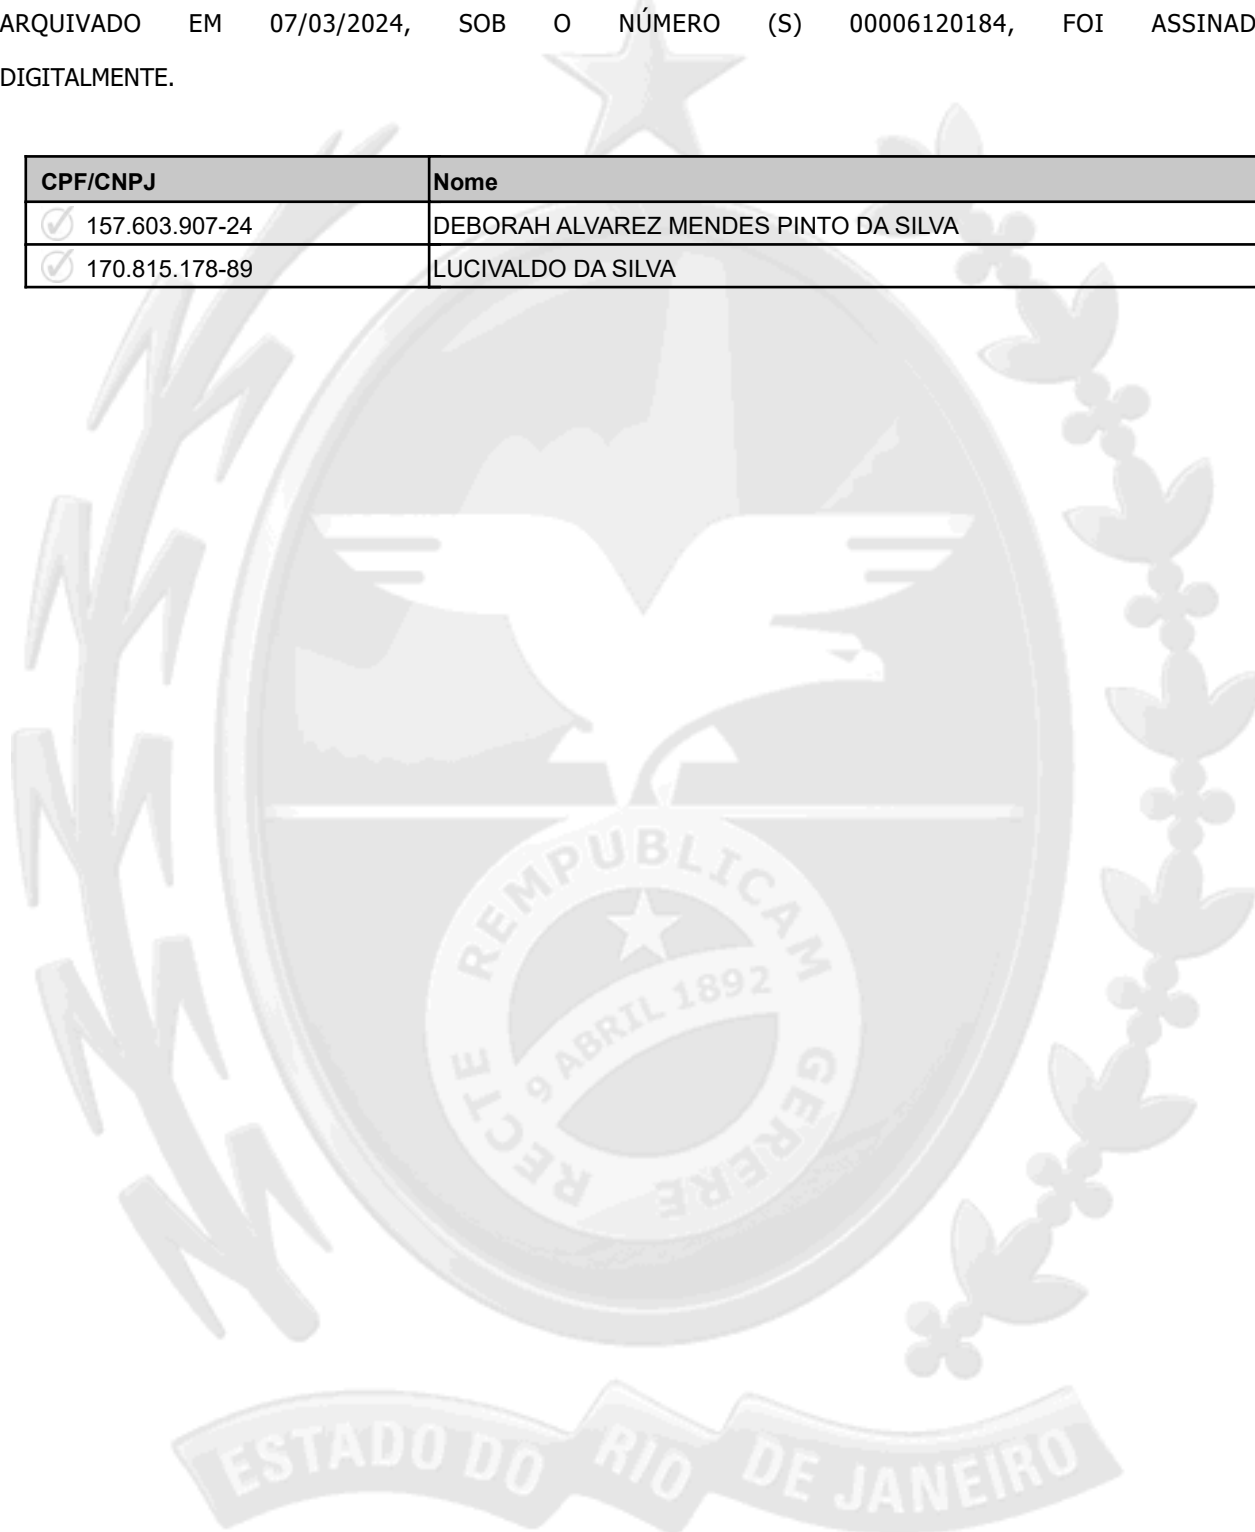 ARQUIVADO EM 07/03/2024, SOB O NÚMERO (S) 00006120184, FOI ASSINAD
DIGITALMENTE.
CPF/CNPJ Nome
157.603.907-24 DEBORAH ALVAREZ MENDES PINTO DA SILVA
170.815.178-89 LUCIVALDO DA SILVA
RECTE REMPUBLICAM GERERE
9 ABRIL 1892
ESTADO DO RIO DE JANEIRO